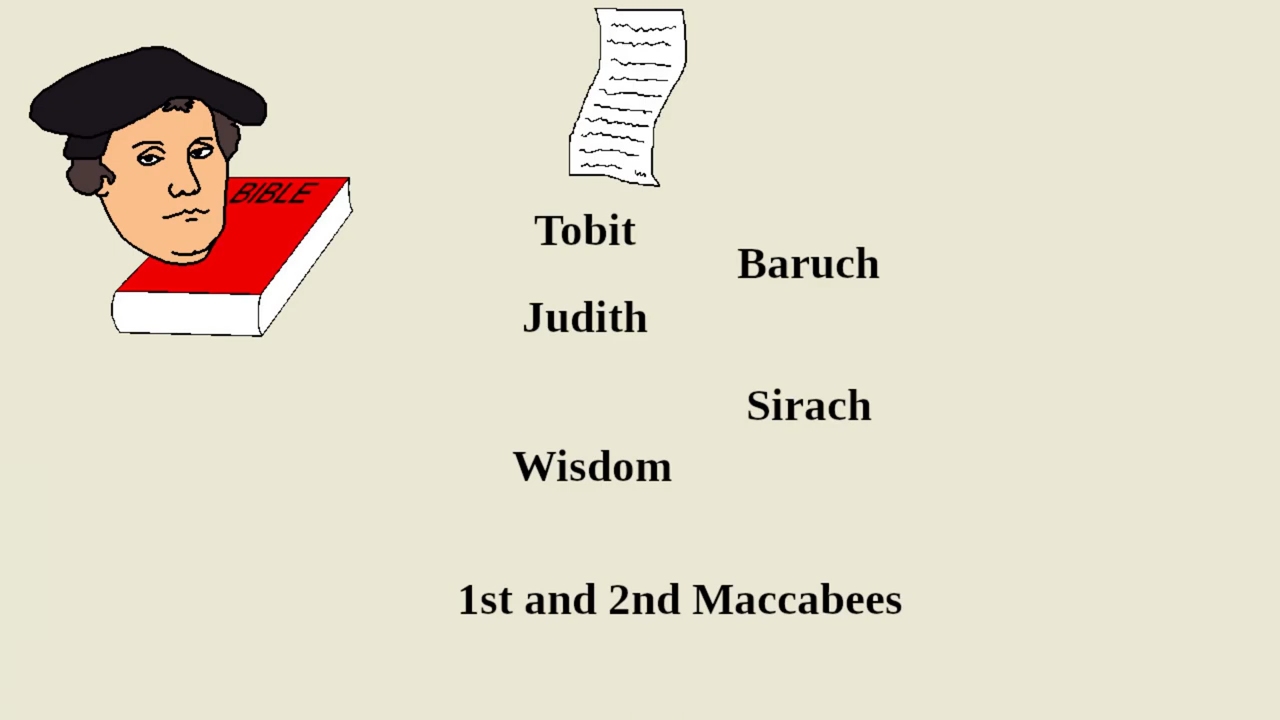 BIBLE
Tobit
Baruch
Judith
Sirach
Wisdom
1st and 2nd Maccabees